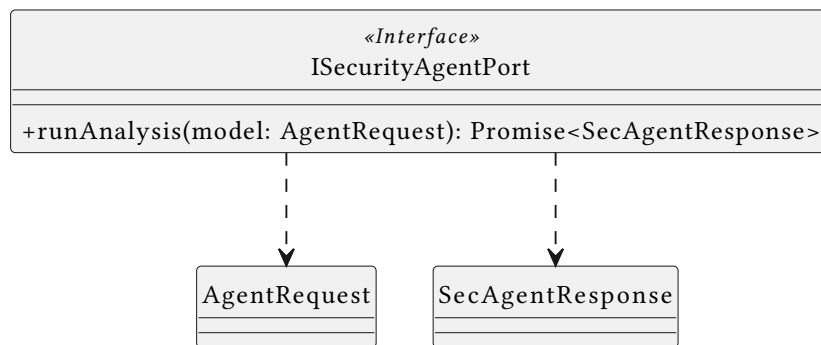 «Interface»
ISecurityAgentPort
+runAnalysis(model: AgentRequest): Promise<SecAgentResponse>
AgentRequest
SecAgentResponse